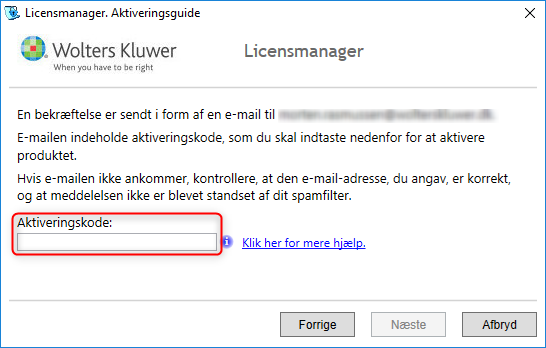 Licensmanager. Aktiveringsguide
Wolters Kluwer
When you have to be right
Licensmanager
En bekræftelse er sendt i form af en e-mail til
E-mailen indeholde aktiveringskode, som du skal indtaste nedenfor for at aktivere
produktet.
Hvis e-mailen ikke ankommer, kontrollere, at den e-mail-adresse, du angav, er korrekt,
og at meddelelsen ikke er blevet standset af dit spamfilter.
Aktiveringskode:
Klik her for mere hjælp.
Forrige
Næste
Afbryd